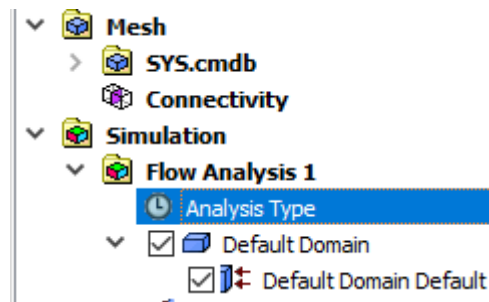 Mesh
SYS.cmdb
Connectivity
Simulation
Flow Analysis 1
Analysis Type
Default Domain
Default Domain Default